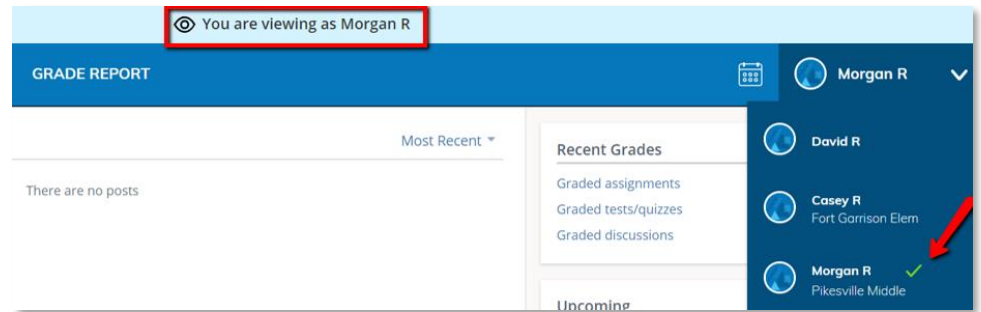 You are viewing as Morgan R
GRADE REPORT
Morgan R
Most Recent
There are no posts
Recent Grades
Graded assignments
Graded tests/quizzes
Graded discussions
Upcoming
David R
Casey R
Fort Garrison Elem
Morgan R
Pikesville Middle